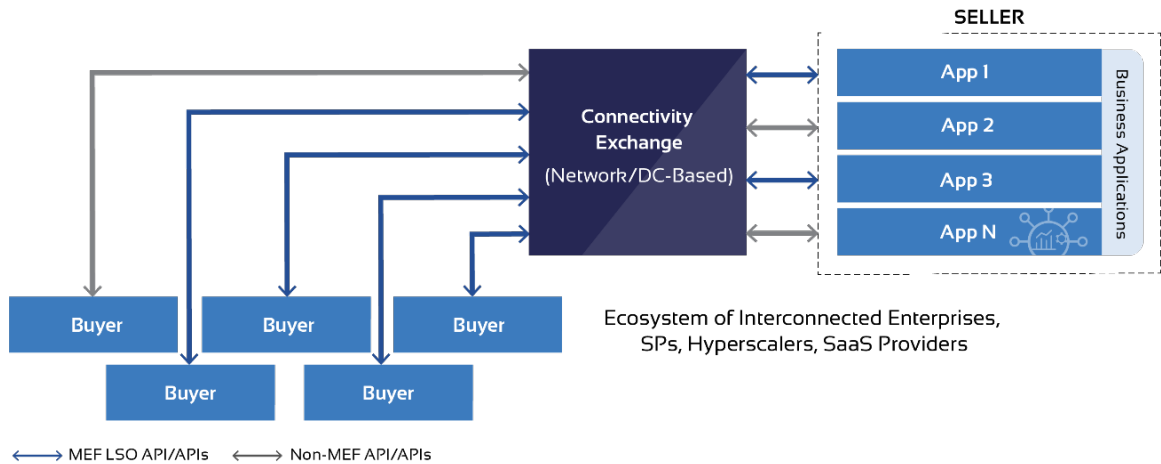 SELLER
Connectivity
Exchange
(Network/DC-Based)
App 1
App 2
App 3
App N
Business Applications
Buyer
Buyer
Buyer
Buyer
Buyer
Ecosystem of Interconnected Enterprises,
SPs, Hyperscalers, SaaS Providers
MEF LSO API/APIs
Non-MEF API/APIs